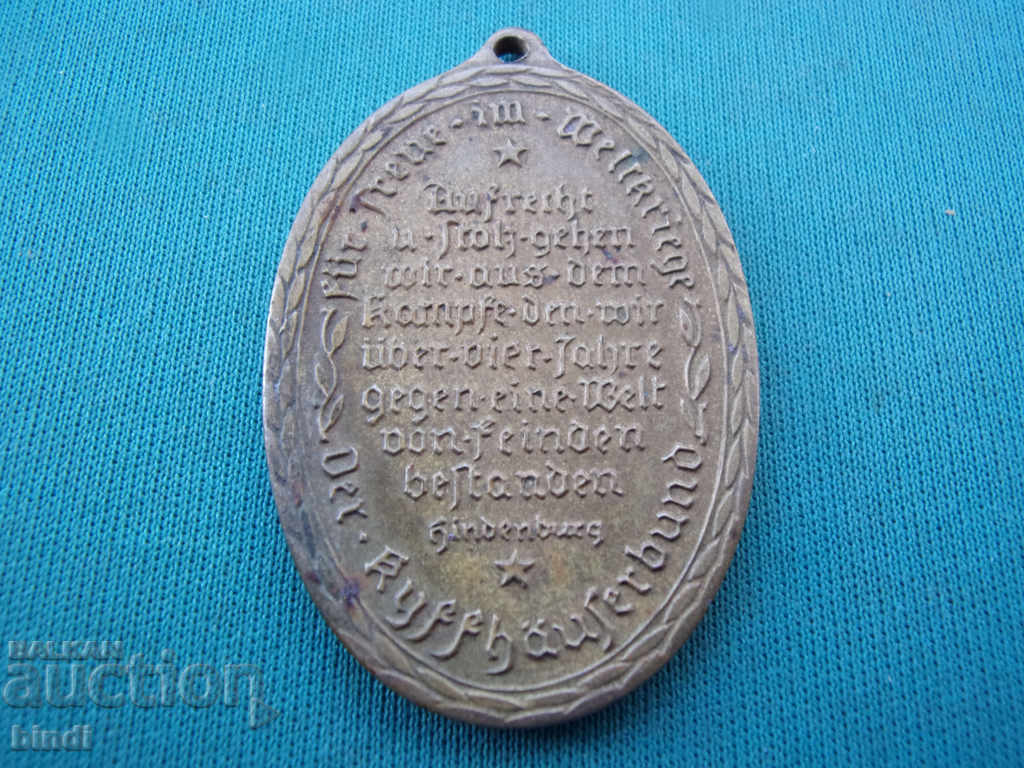 für · Treue · im · Weltkriege
Aufrecht
u · stolz · gehen
wir · aus · dem
Kampfe · den · wir
über · vier · Jahre
gegen · eine · Welt
von · Feinden
bestanden
Hindenburg
Der · Kyffhäuserbund
BALKAN
auction
bindi